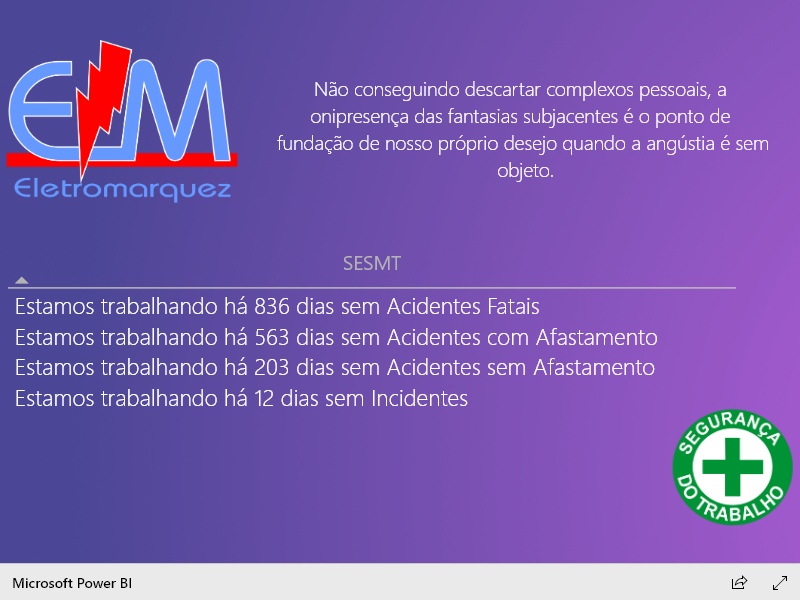 ELM
Eletromarquez
Não conseguindo descartar complexos pessoais, a
onipresença das fantasias subjacentes é o ponto de
fundação de nosso próprio desejo quando a angústia é sem
objeto.
SESMT
Estamos trabalhando há 836 dias sem Acidentes Fatais
Estamos trabalhando há 563 dias sem Acidentes com Afastamento
Estamos trabalhando há 203 dias sem Acidentes sem Afastamento
Estamos trabalhando há 12 dias sem Incidentes
SEGURANÇA
DO TRABALHO
Microsoft Power BI